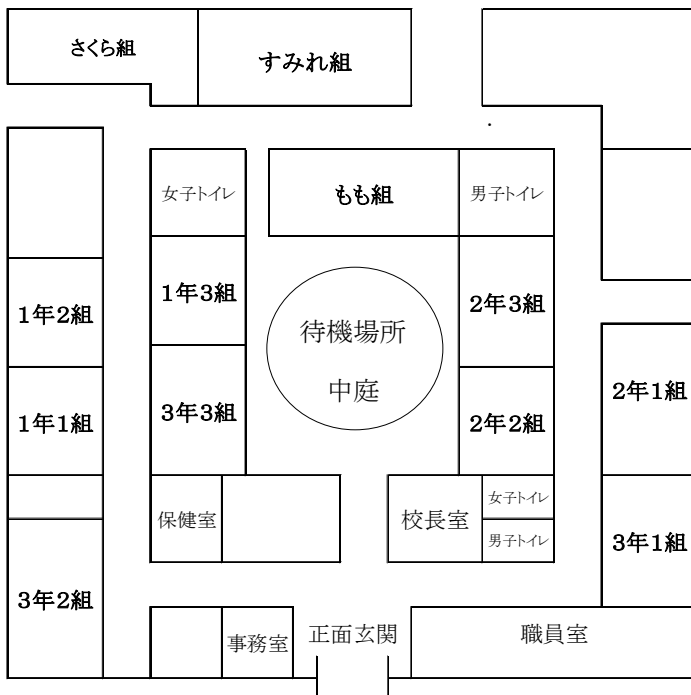 さくら組
すみれ組
女子トイレ
もも組
男子トイレ
1年2組
1年3組
2年3組
待機場所
中庭
2年1組
1年1組
3年3組
2年2組
保健室
校長室
女子トイレ
男子トイレ
3年1組
3年2組
事務室
正面玄関
職員室